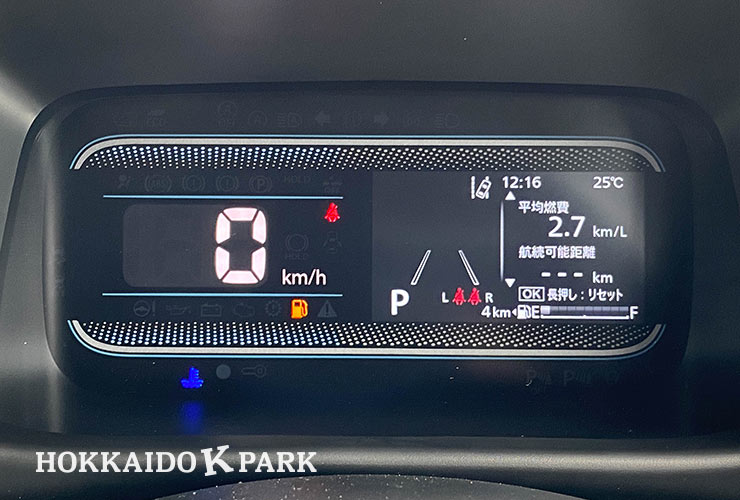 12:16 25℃
平均燃費
2.7 km/L
航続可能距離
--- km
OK 長押し:リセット
0 km/h
P
L R
4km E F
HOKKAIDO K PARK